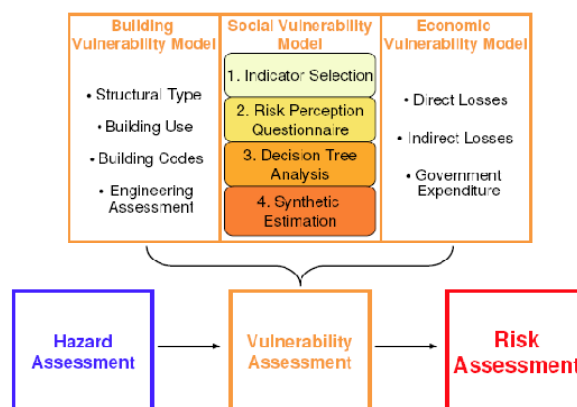 Building
Vulnerability Model
• Structural Type
• Building Use
• Building Codes
• Engineering
Assessment
Social Vulnerability
Model
1. Indicator Selection
2. Risk Perception
Questionnaire
3. Decision Tree
Analysis
4. Synthetic
Estimation
Economic
Vulnerability Model
• Direct Losses
• Indirect Losses
• Government
Expenditure
Hazard
Assessment
Vulnerability
Assessment
Risk
Assessment